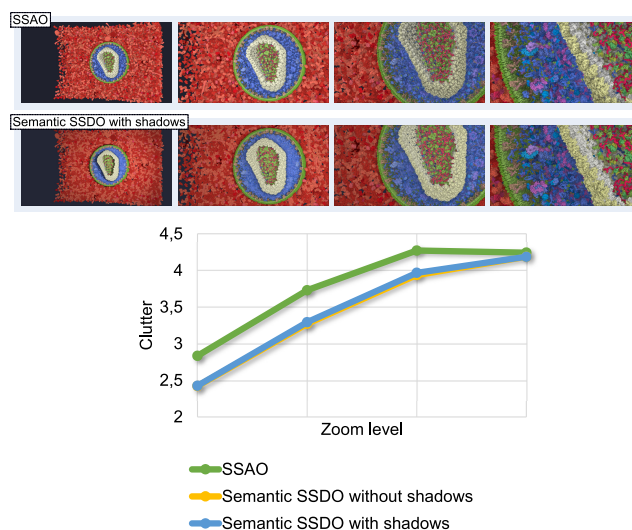 SSAO
Semantic SSDO with shadows
4,5
4
3,5
3
2,5
2
Clutter
Zoom level
SSAO
Semantic SSDO without shadows
Semantic SSDO with shadows